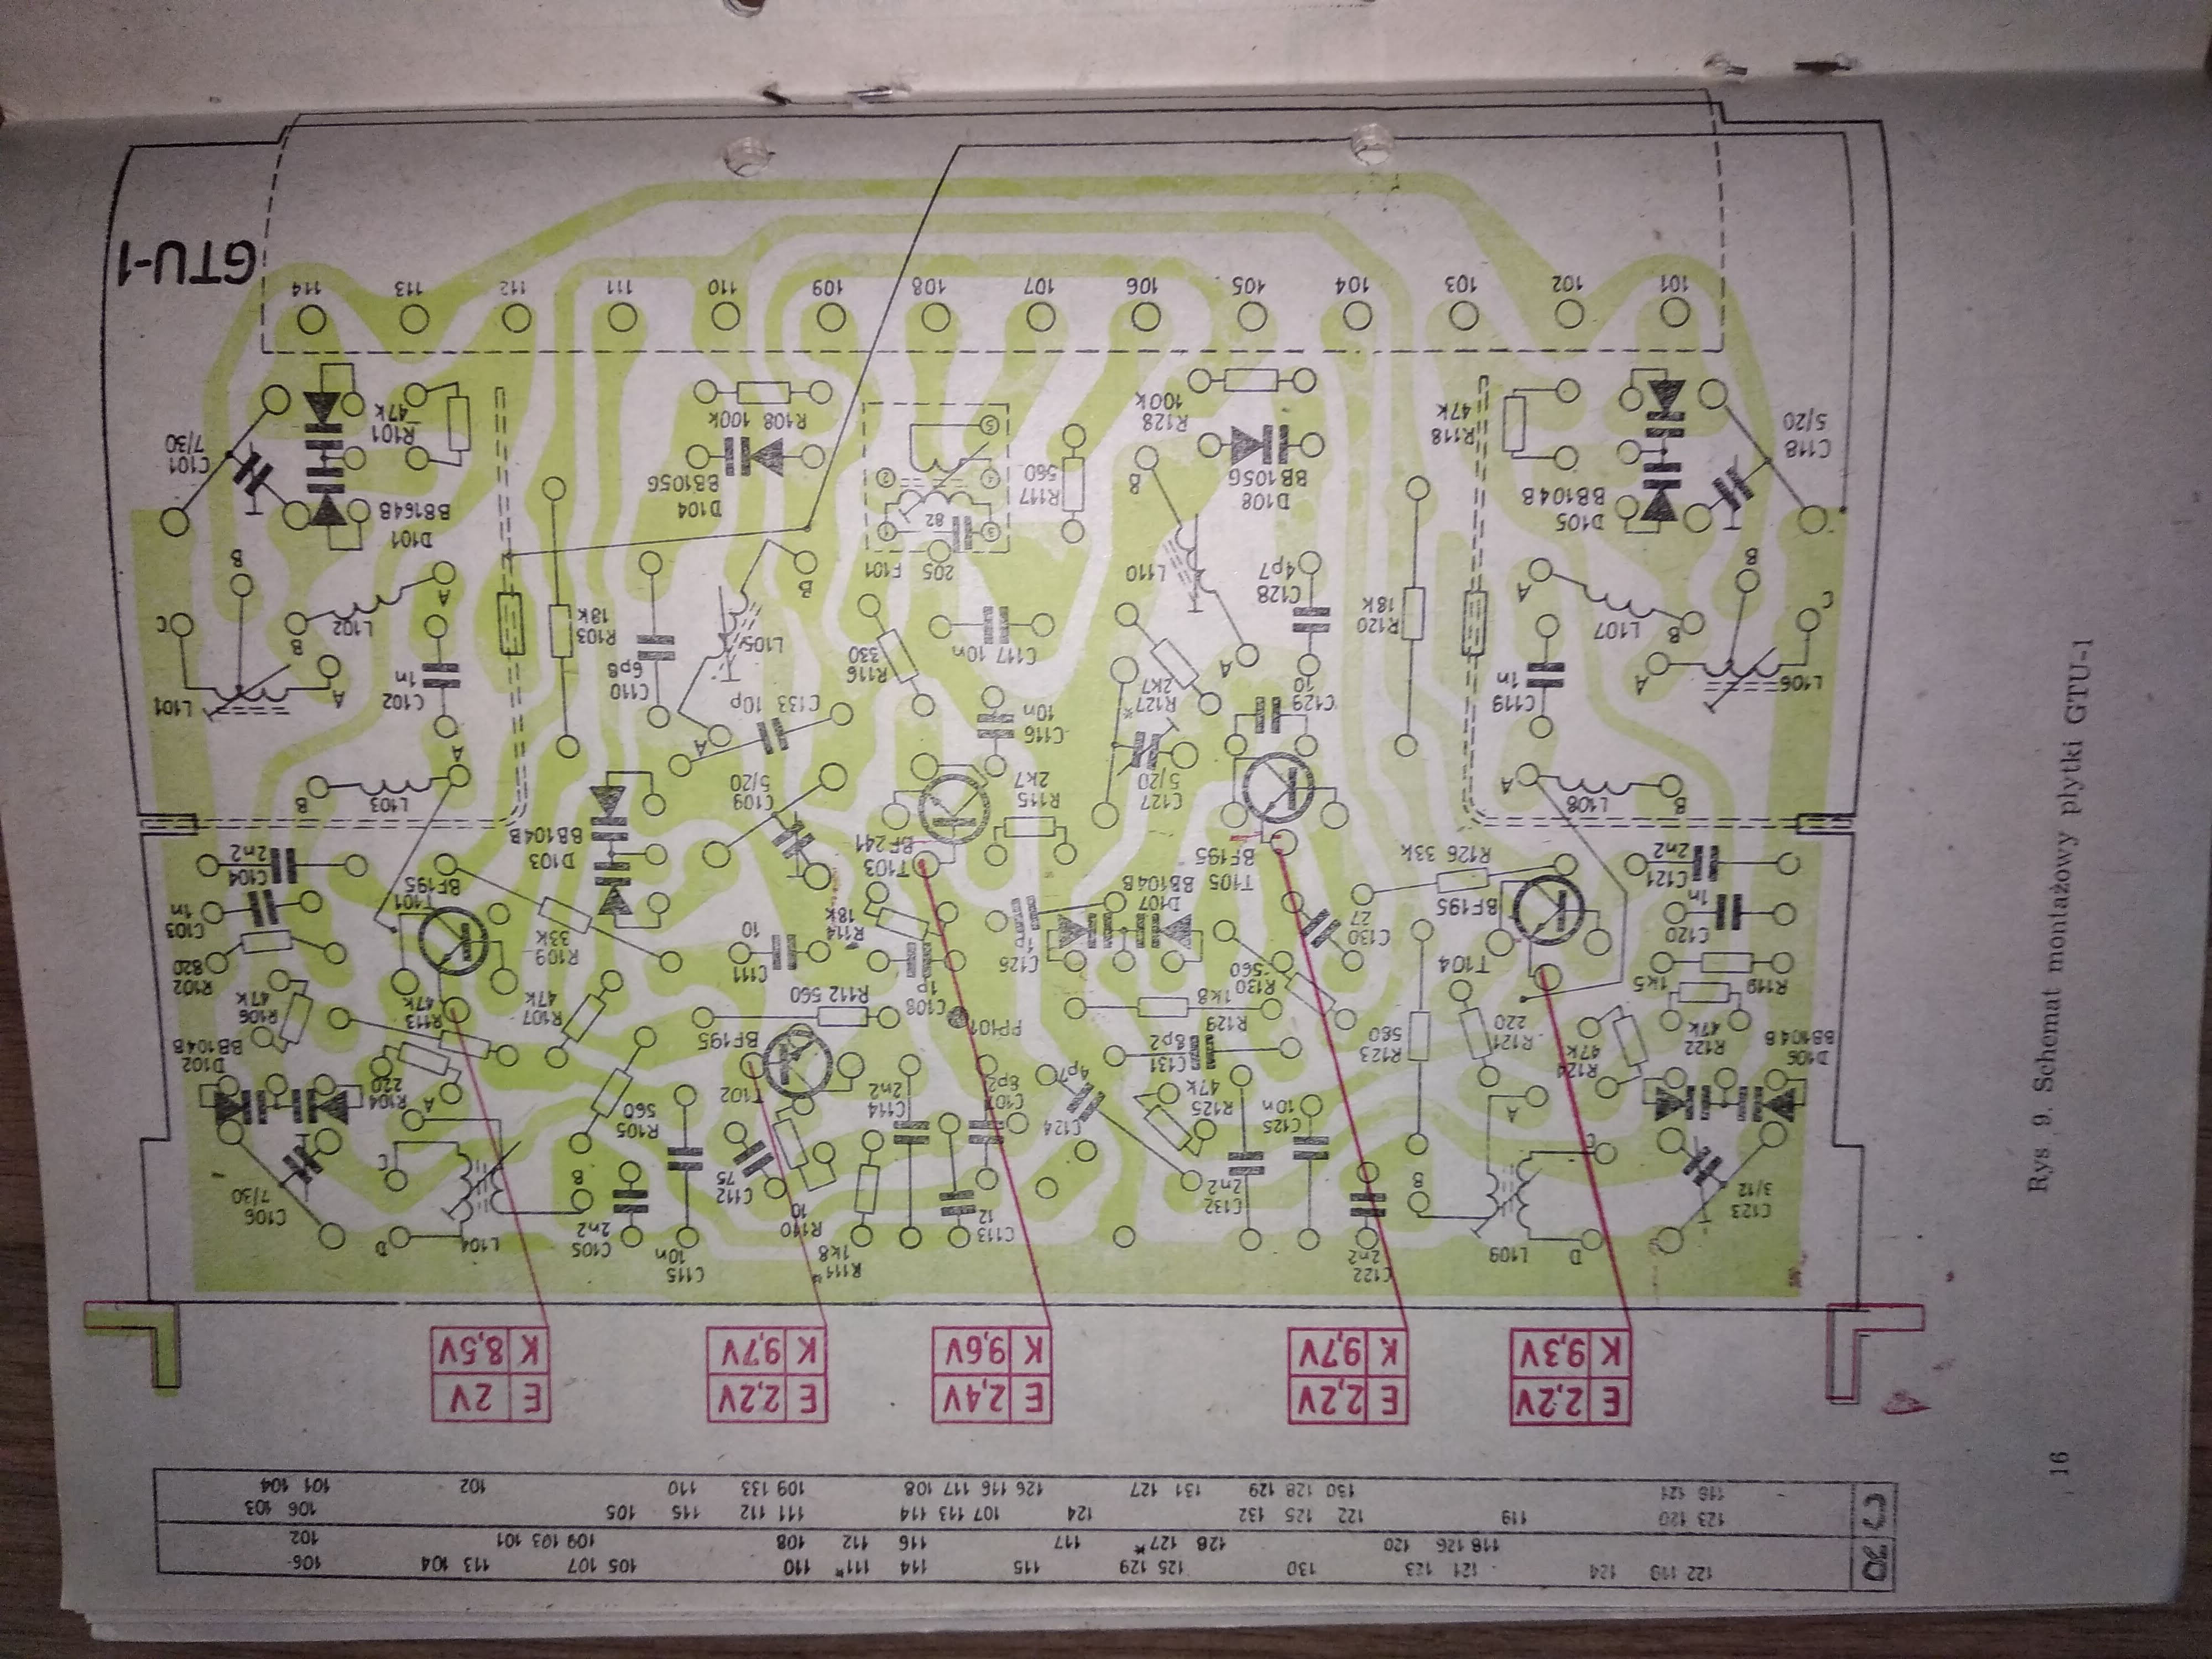 R
122 119 124 121 123 130 125 129 115 114 111* 110 105 107 113 104 106
118 126 120 128 127* 117 116 112 108 109 103 101 102
C
123 120 119 122 125 132 124 107 113 114 111 112 115 105 106 103
118 121 130 128 129 131 127 126 116 117 108 109 133 110 102 101 104
E 2,2V
K 9,3V
E 2,2V
K 9,7V
E 2,4V
K 9,6V
E 2,2V
K 9,7V
E 2V
K 8,5V
C123
3/12
D
L109
C
A
B
C122
2n2
C132
2n2
C125
10n
R125
47k
C124
4p7
C113
12
C107
8p2
C114
2n2
R111*
1k8
R110
10
C112
75
C115
10n
C105
2n2
R105
560
B
L104
D
C
A
C106
7/30
D106
BB104B
R122
47k
R124
47k
R121
220
R123
560
C131
8p2
R129
1k8
PP101
T102
BF195
R112 560
R107
47k
R113
47k
R104
220
D102
BB104B
R106
47k
R119
1k5
C120
1n
C121
2n2
T104
BF195
R126 33k
R130
560
C130
27
T105
BF195
D107
BB104B
C126
1p
C108
1p
R114
18k
T103
BF241
C111
10
R109
33k
D103
BB104B
T101
BF195
R102
820
C103
1n
C104
2n2
B
L108
A
C127
5/20
R115
2k7
C116
10n
C109
5/20
C133 10p
A
L103
B
L106
A
C
B
L107
B
A
C119
1n
R120
18k
C129
10
C128
4p7
R127*
2k7
A
L110
B
C117 10n
R116
330
L105
B
A
C110
6p8
R103
18k
C102
1n
L101
A
C
B
L102
B
A
C118
5/20
D105
BB104B
R118
47k
D108
BB105G
R128
100k
R117
560
F101
205
82
3
1
4
2
5
D104
BB105G
R108 100k
D101
BB164B
R101
47k
C101
7/30
101 102 103 104 105 106 107 108 109 110 111 112 113 114
GTU-1
16
Rys. 9. Schemat montażowy płytki GTU-1